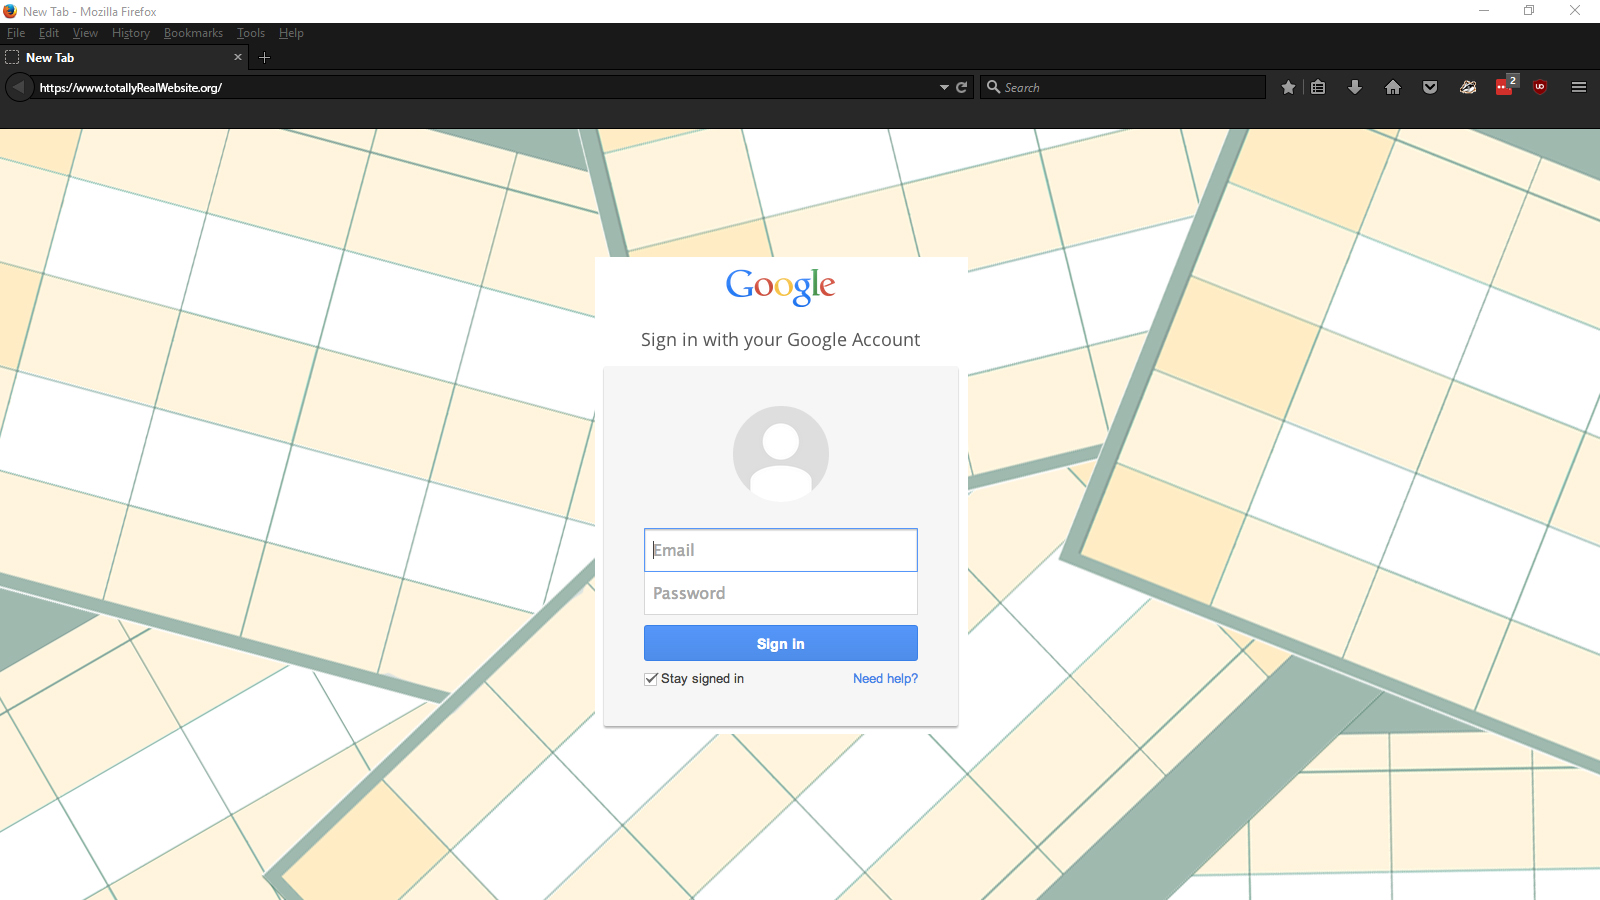 New Tab - Mozilla Firefox
File Edit View History Bookmarks Tools Help
New Tab
https://www.totallyRealWebsite.org/
Search
2
Google
Sign in with your Google Account
Email
Password
Sign in
Stay signed in
Need help?